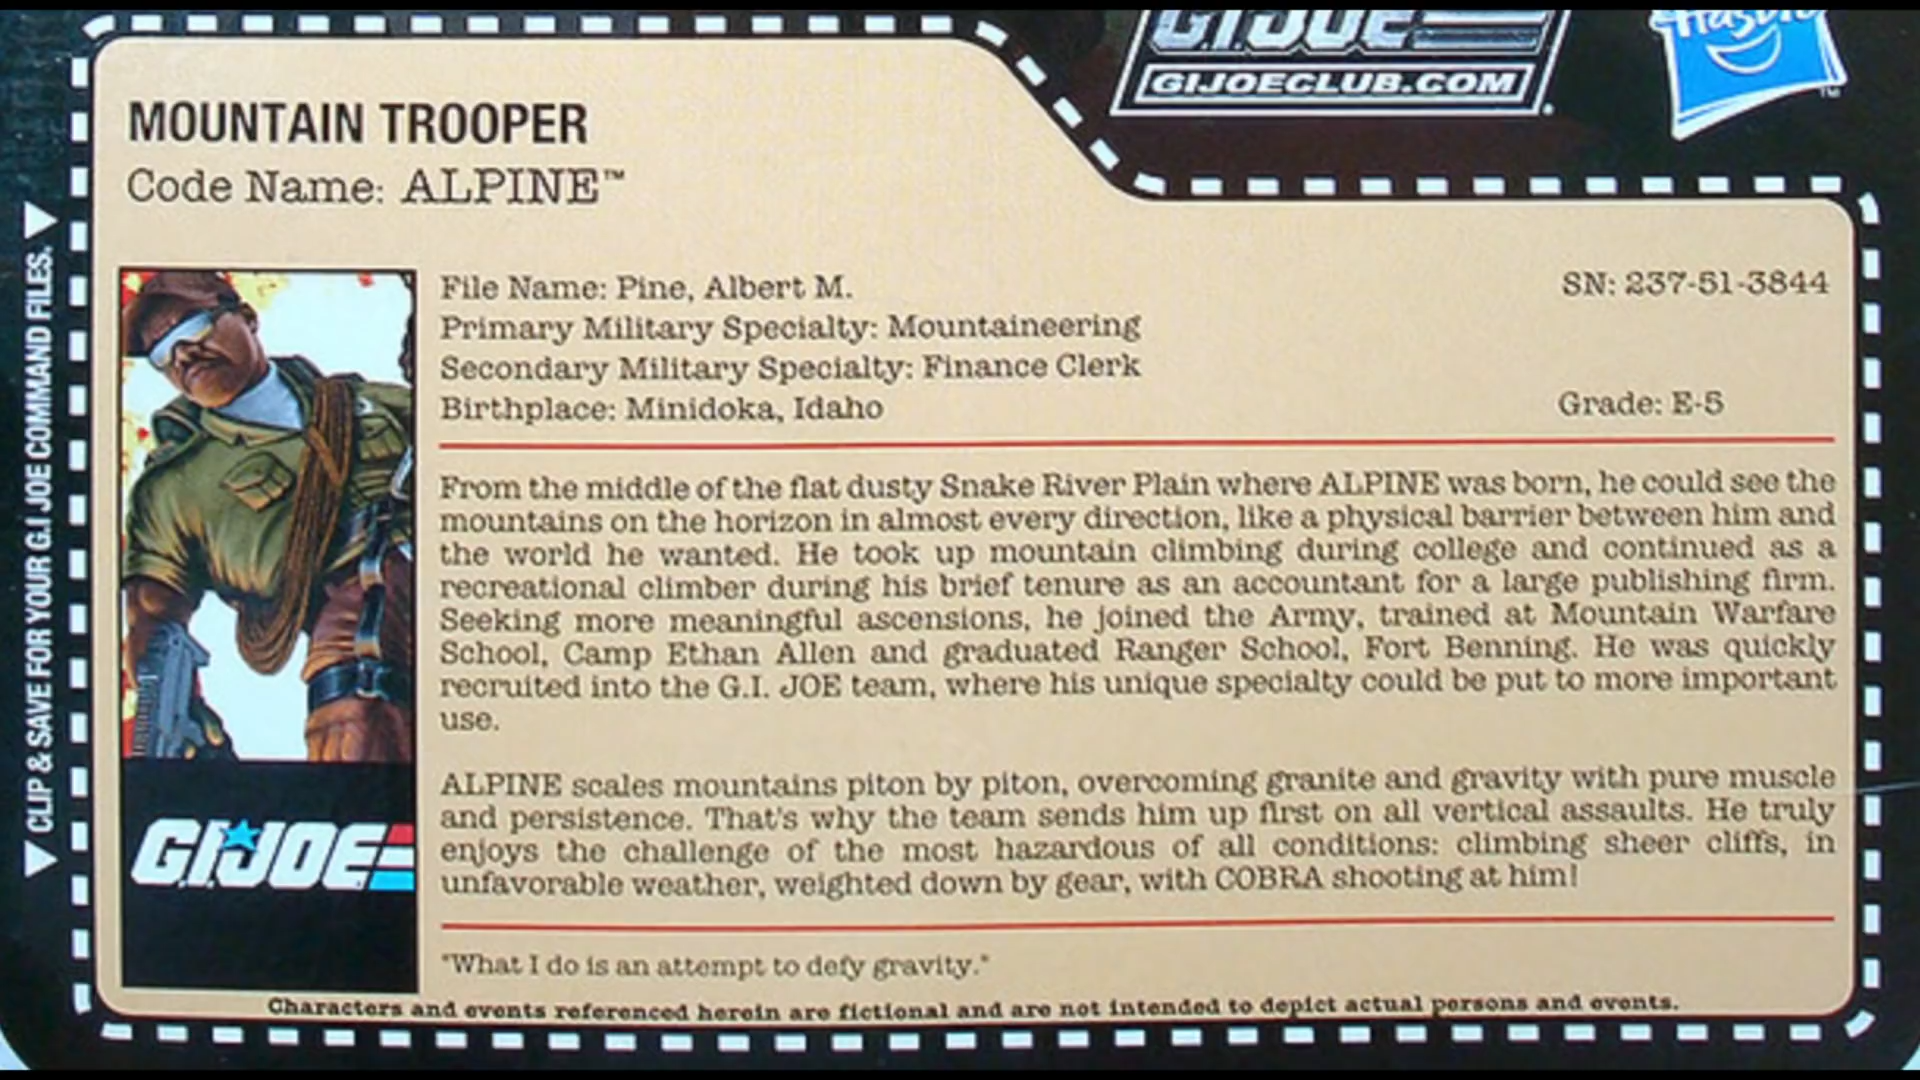 G.I.JOE
GIJOECLUB.COM
Hasbro
TM
MOUNTAIN TROOPER
Code Name: ALPINE™
CLIP & SAVE FOR YOUR G.I JOE COMMAND FILES.
File Name: Pine, Albert M.
SN: 237-51-3844
Primary Military Specialty: Mountaineering
Secondary Military Specialty: Finance Clerk
Birthplace: Minidoka, Idaho
Grade: E-5
From the middle of the flat dusty Snake River Plain where ALPINE was born, he could see the
mountains on the horizon in almost every direction, like a physical barrier between him and
the world he wanted. He took up mountain climbing during college and continued as a
recreational climber during his brief tenure as an accountant for a large publishing firm.
Seeking more meaningful ascensions, he joined the Army, trained at Mountain Warfare
School, Camp Ethan Allen and graduated Ranger School, Fort Benning. He was quickly
recruited into the G.I. JOE team, where his unique specialty could be put to more important
use.
ALPINE scales mountains piton by piton, overcoming granite and gravity with pure muscle
and persistence. That's why the team sends him up first on all vertical assaults. He truly
enjoys the challenge of the most hazardous of all conditions: climbing sheer cliffs, in
unfavorable weather, weighted down by gear, with COBRA shooting at him!
G.I.JOE
"What I do is an attempt to defy gravity."
Characters and events referenced herein are fictional and are not intended to depict actual persons and events.